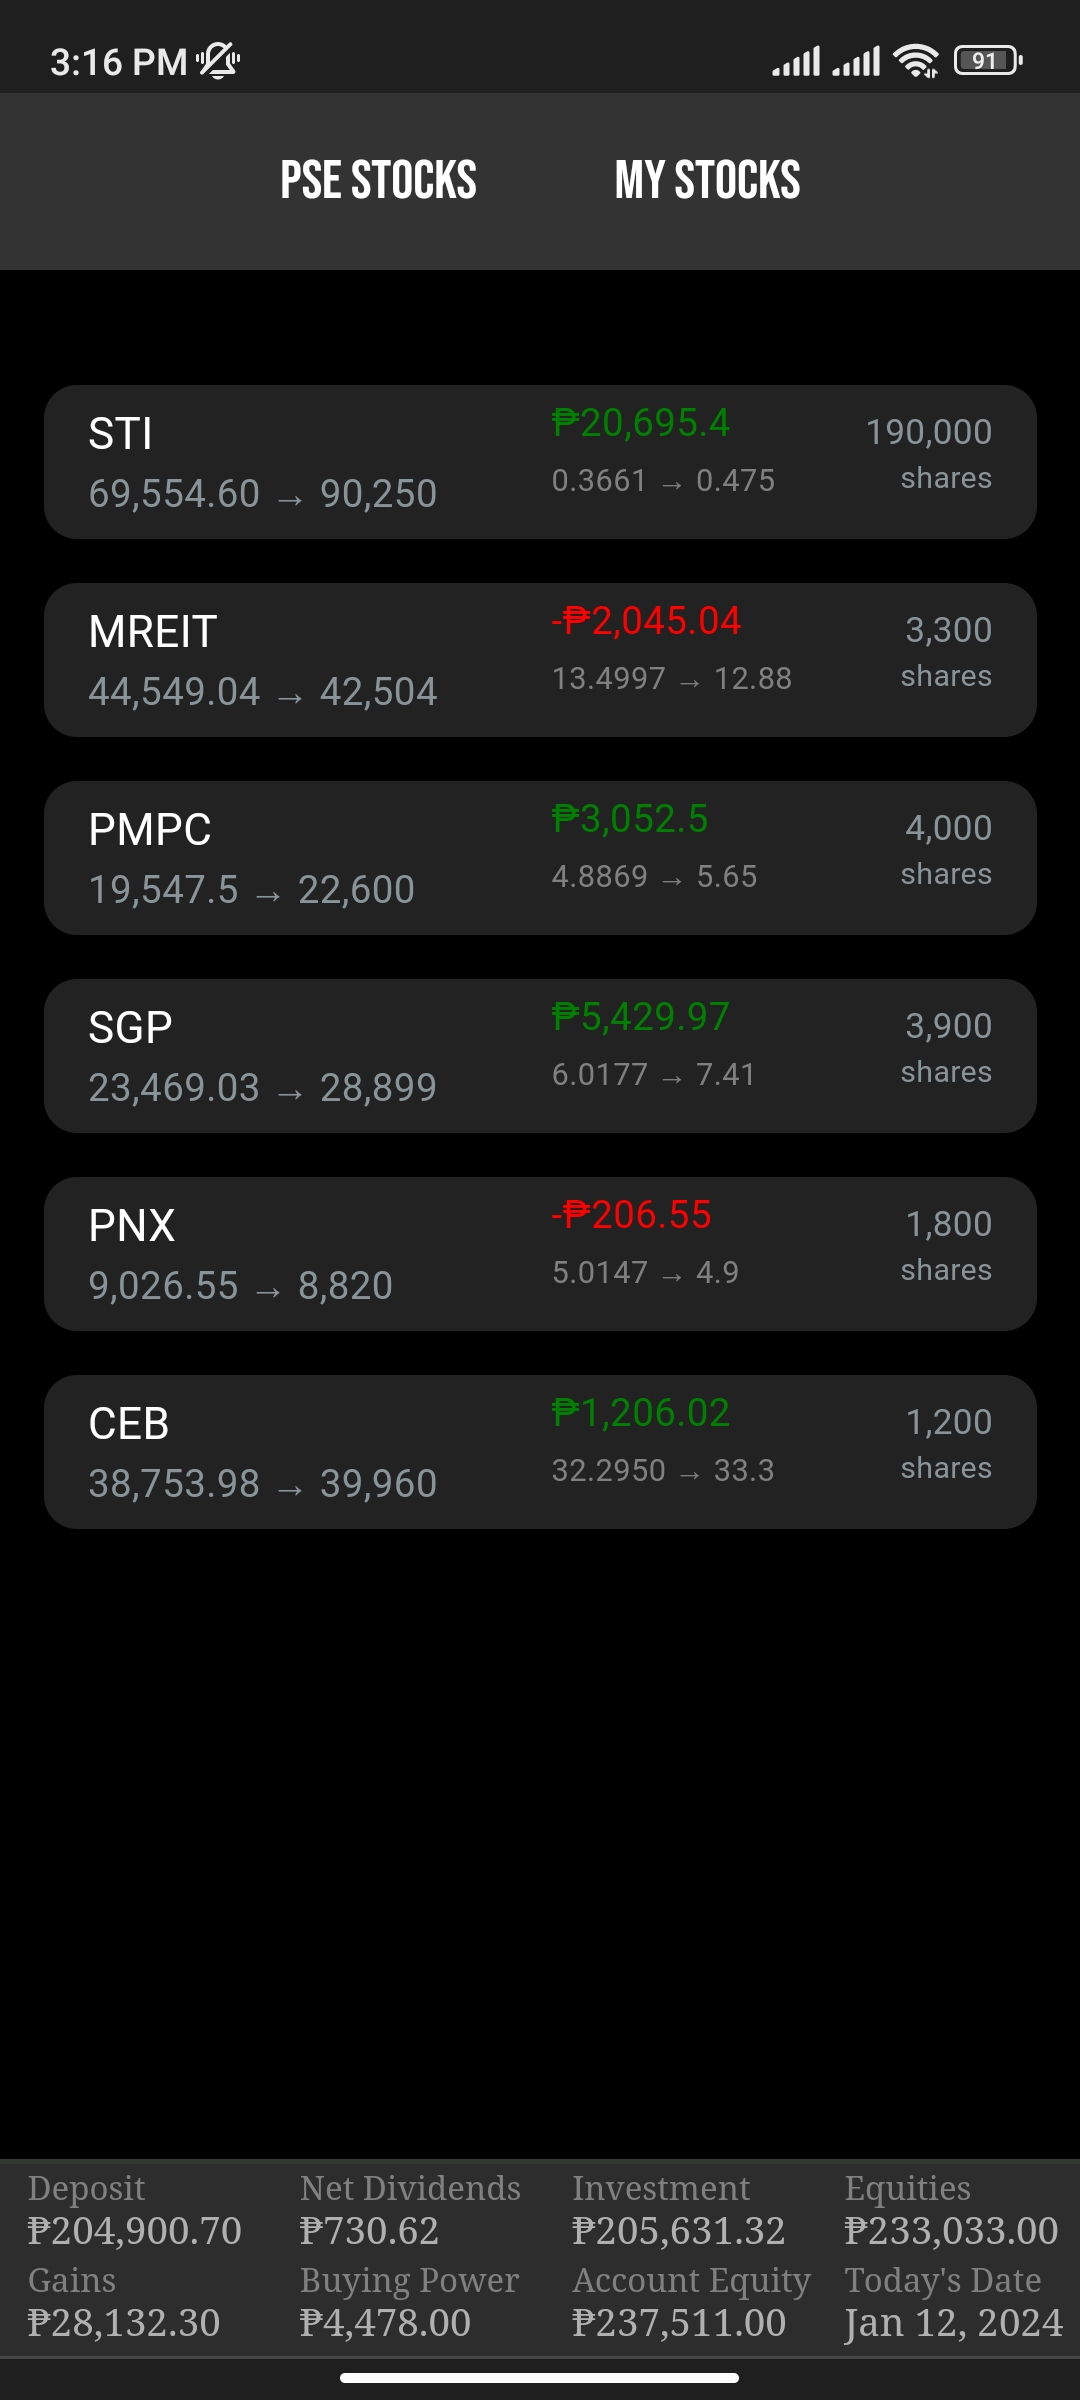 3:16 PM 91
PSE STOCKS MY STOCKS
STI ₱20,695.4 190,000
69,554.60 → 90,250 0.3661 → 0.475 shares
MREIT -₱2,045.04 3,300
44,549.04 → 42,504 13.4997 → 12.88 shares
PMPC ₱3,052.5 4,000
19,547.5 → 22,600 4.8869 → 5.65 shares
SGP ₱5,429.97 3,900
23,469.03 → 28,899 6.0177 → 7.41 shares
PNX -₱206.55 1,800
9,026.55 → 8,820 5.0147 → 4.9 shares
CEB ₱1,206.02 1,200
38,753.98 → 39,960 32.2950 → 33.3 shares
Deposit Net Dividends Investment Equities
₱204,900.70 ₱730.62 ₱205,631.32 ₱233,033.00
Gains Buying Power Account Equity Today's Date
₱28,132.30 ₱4,478.00 ₱237,511.00 Jan 12, 2024